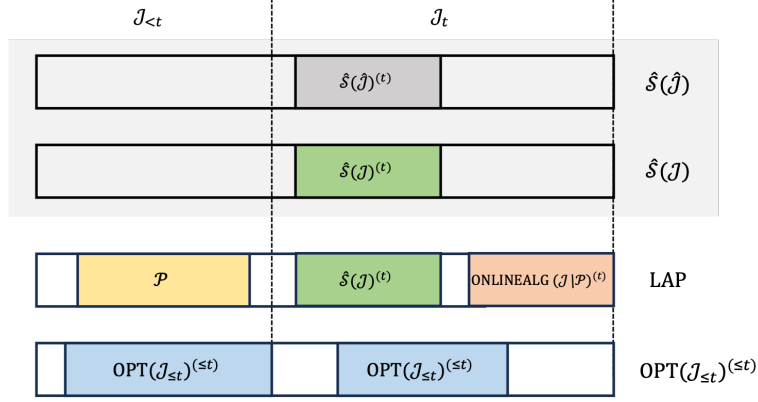 𝒥<t 𝒥t
Ŝ(𝒥̂)^(t) Ŝ(𝒥̂)
Ŝ(𝒥)^(t) Ŝ(𝒥)
𝒫 Ŝ(𝒥)^(t) ONLINEALG (𝒥|𝒫)^(t) LAP
OPT(𝒥≤t)^(≤t) OPT(𝒥≤t)^(≤t) OPT(𝒥≤t)^(≤t)